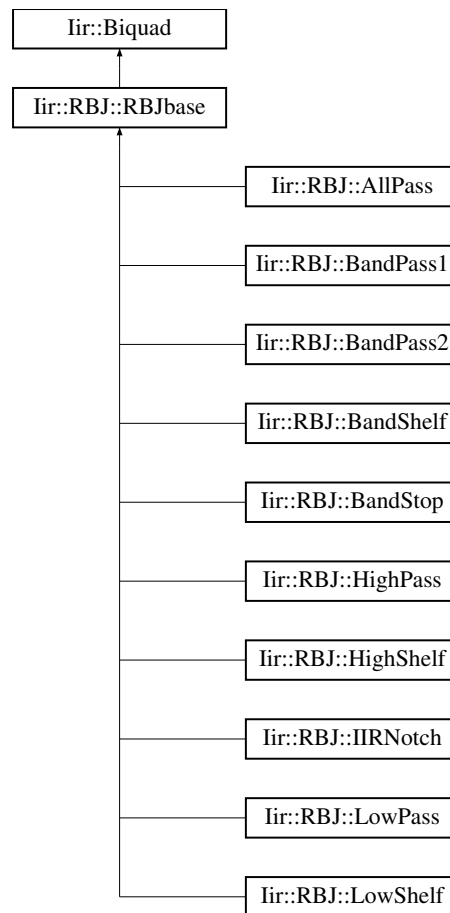 Iir::Biquad
Iir::RBJ::RBJbase
Iir::RBJ::AllPass
Iir::RBJ::BandPass1
Iir::RBJ::BandPass2
Iir::RBJ::BandShelf
Iir::RBJ::BandStop
Iir::RBJ::HighPass
Iir::RBJ::HighShelf
Iir::RBJ::IIRNotch
Iir::RBJ::LowPass
Iir::RBJ::LowShelf